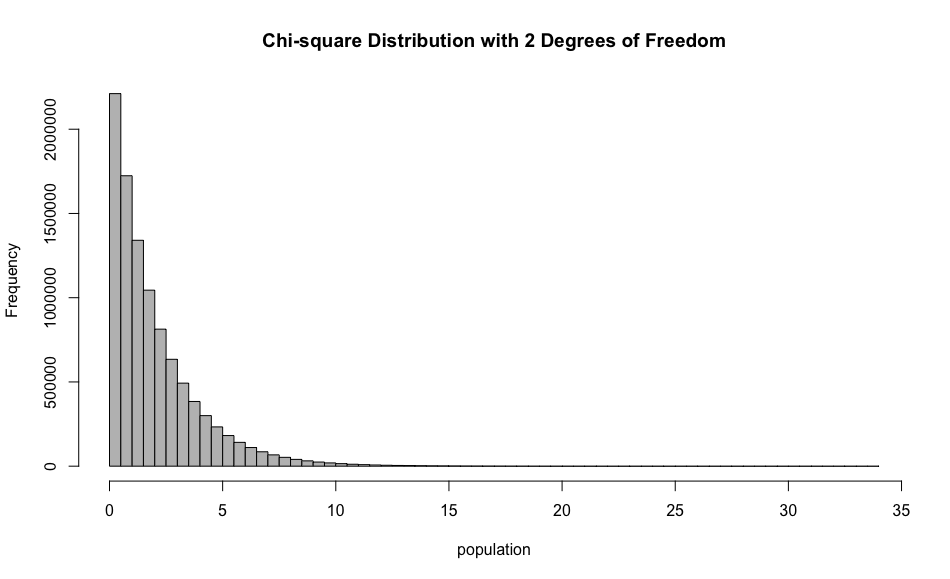 Chi-square Distribution with 2 Degrees of Freedom
Frequency
2000000
1500000
1000000
500000
0
0 5 10 15 20 25 30 35
population